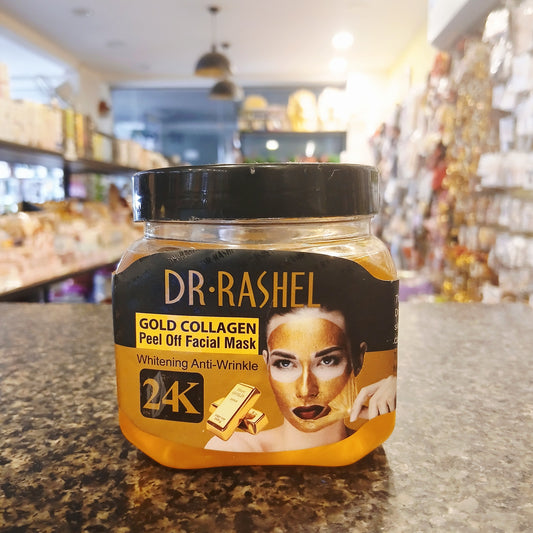 DR·RASHEL
GOLD COLLAGEN
Peel Off Facial Mask
Whitening Anti-Wrinkle
24K